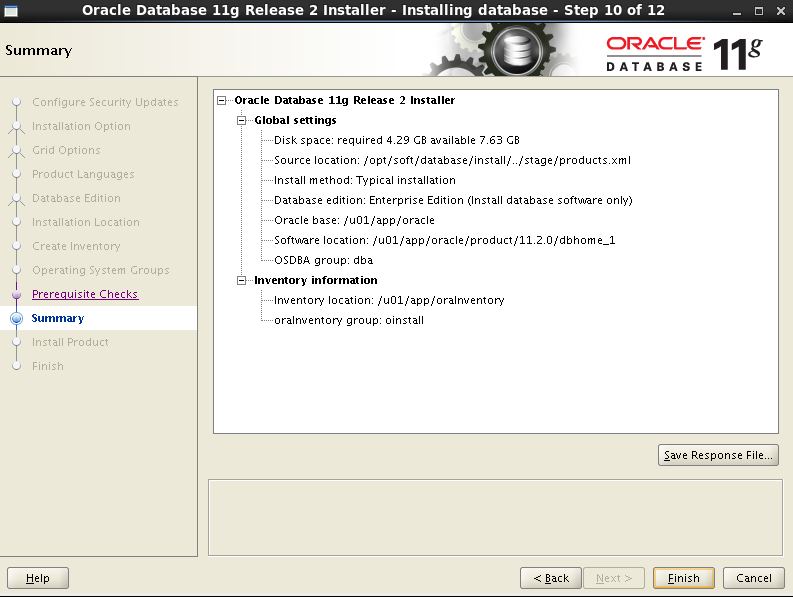 Oracle Database 11g Release 2 Installer - Installing database - Step 10 of 12
Summary
ORACLE
DATABASE
11g
Configure Security Updates
Installation Option
Grid Options
Product Languages
Database Edition
Installation Location
Create Inventory
Operating System Groups
Prerequisite Checks
Summary
Install Product
Finish
Oracle Database 11g Release 2 Installer
Global settings
Disk space: required 4.29 GB available 7.63 GB
Source location: /opt/soft/database/install/../stage/products.xml
Install method: Typical installation
Database edition: Enterprise Edition (Install database software only)
Oracle base: /u01/app/oracle
Software location: /u01/app/oracle/product/11.2.0/dbhome_1
OSDBA group: dba
Inventory information
Inventory location: /u01/app/oraInventory
oraInventory group: oinstall
Save Response File...
Help
< Back
Next >
Finish
Cancel